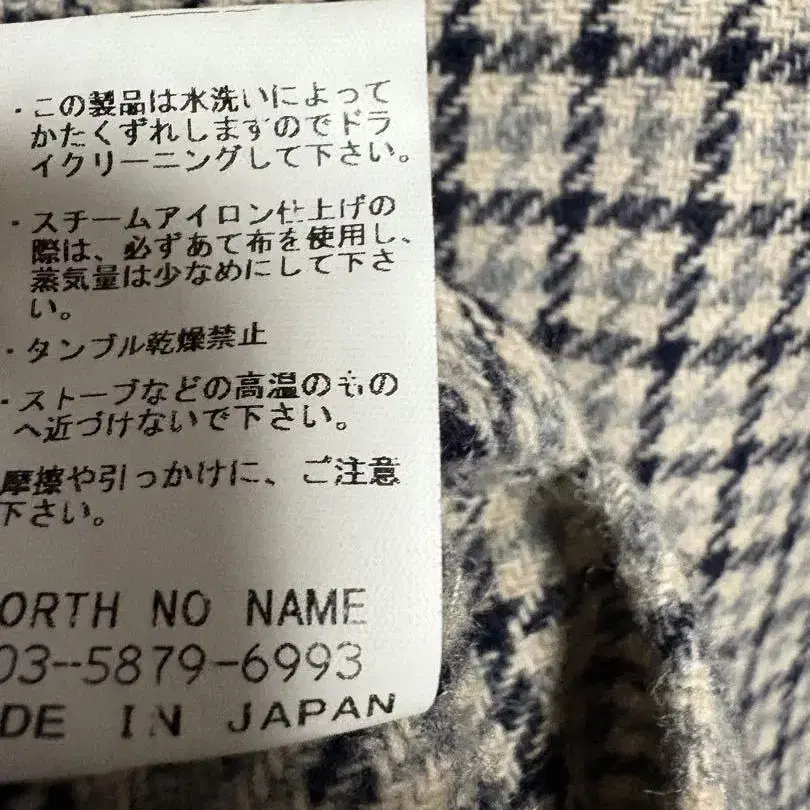 ・この製品は水洗いによって
かたくずれしますのでドラ
イクリーニングして下さい。
・スチームアイロン仕上げの
際は、必ずあて布を使用し、
蒸気量は少なめにして下さ
い。
・タンブル乾燥禁止
・ストーブなどの高温のもの
へ近づけないで下さい。
摩擦や引っかけに、ご注意
下さい。
ORTH NO NAME
03-5879-6993
DE IN JAPAN